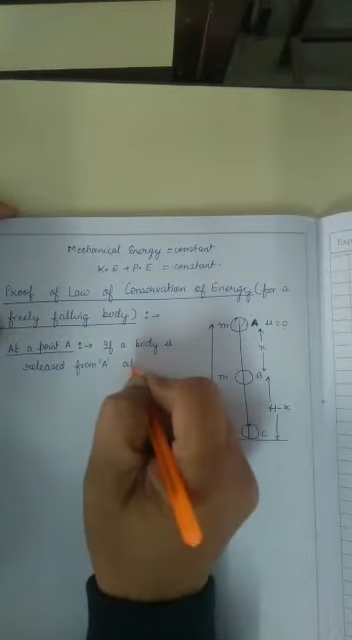 Mechanical Energy = constant
K.E + P.E = constant.
Proof of Law of Conservation of Energy (for a
freely falling body) :→
At a point A :→ If a body is
released from 'A' at
m A u=0
x
m B
H-x
C